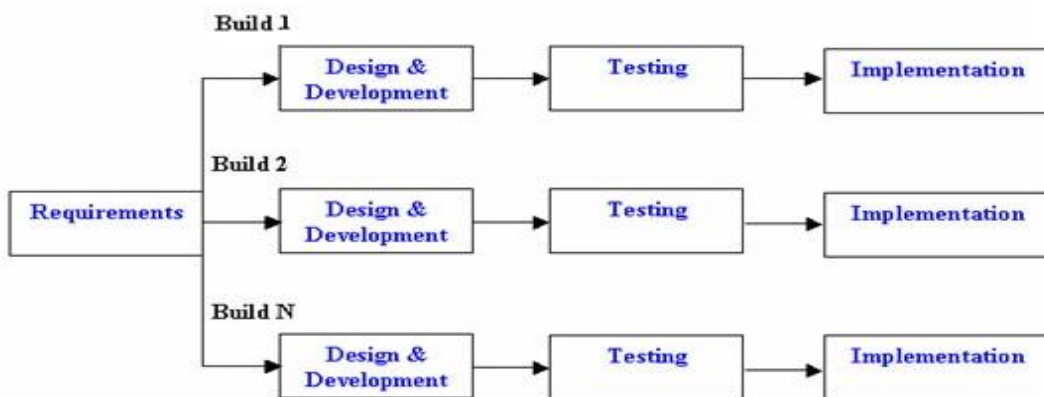 Build 1
Design &
Development
Testing
Implementation
Build 2
Requirements
Design &
Development
Testing
Implementation
Build N
Design &
Development
Testing
Implementation